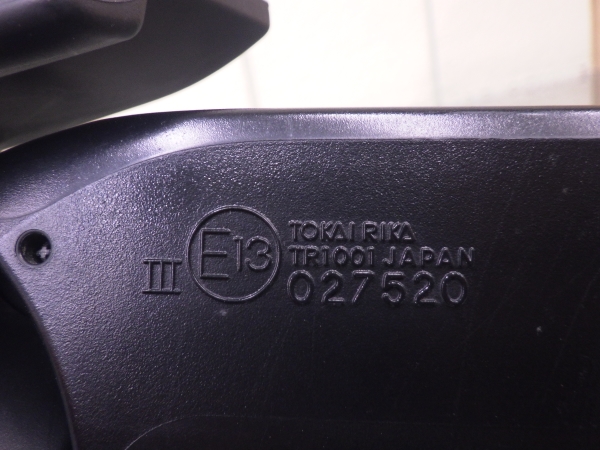 TOKAI RIKA
III E13 TR1001 JAPAN
027520